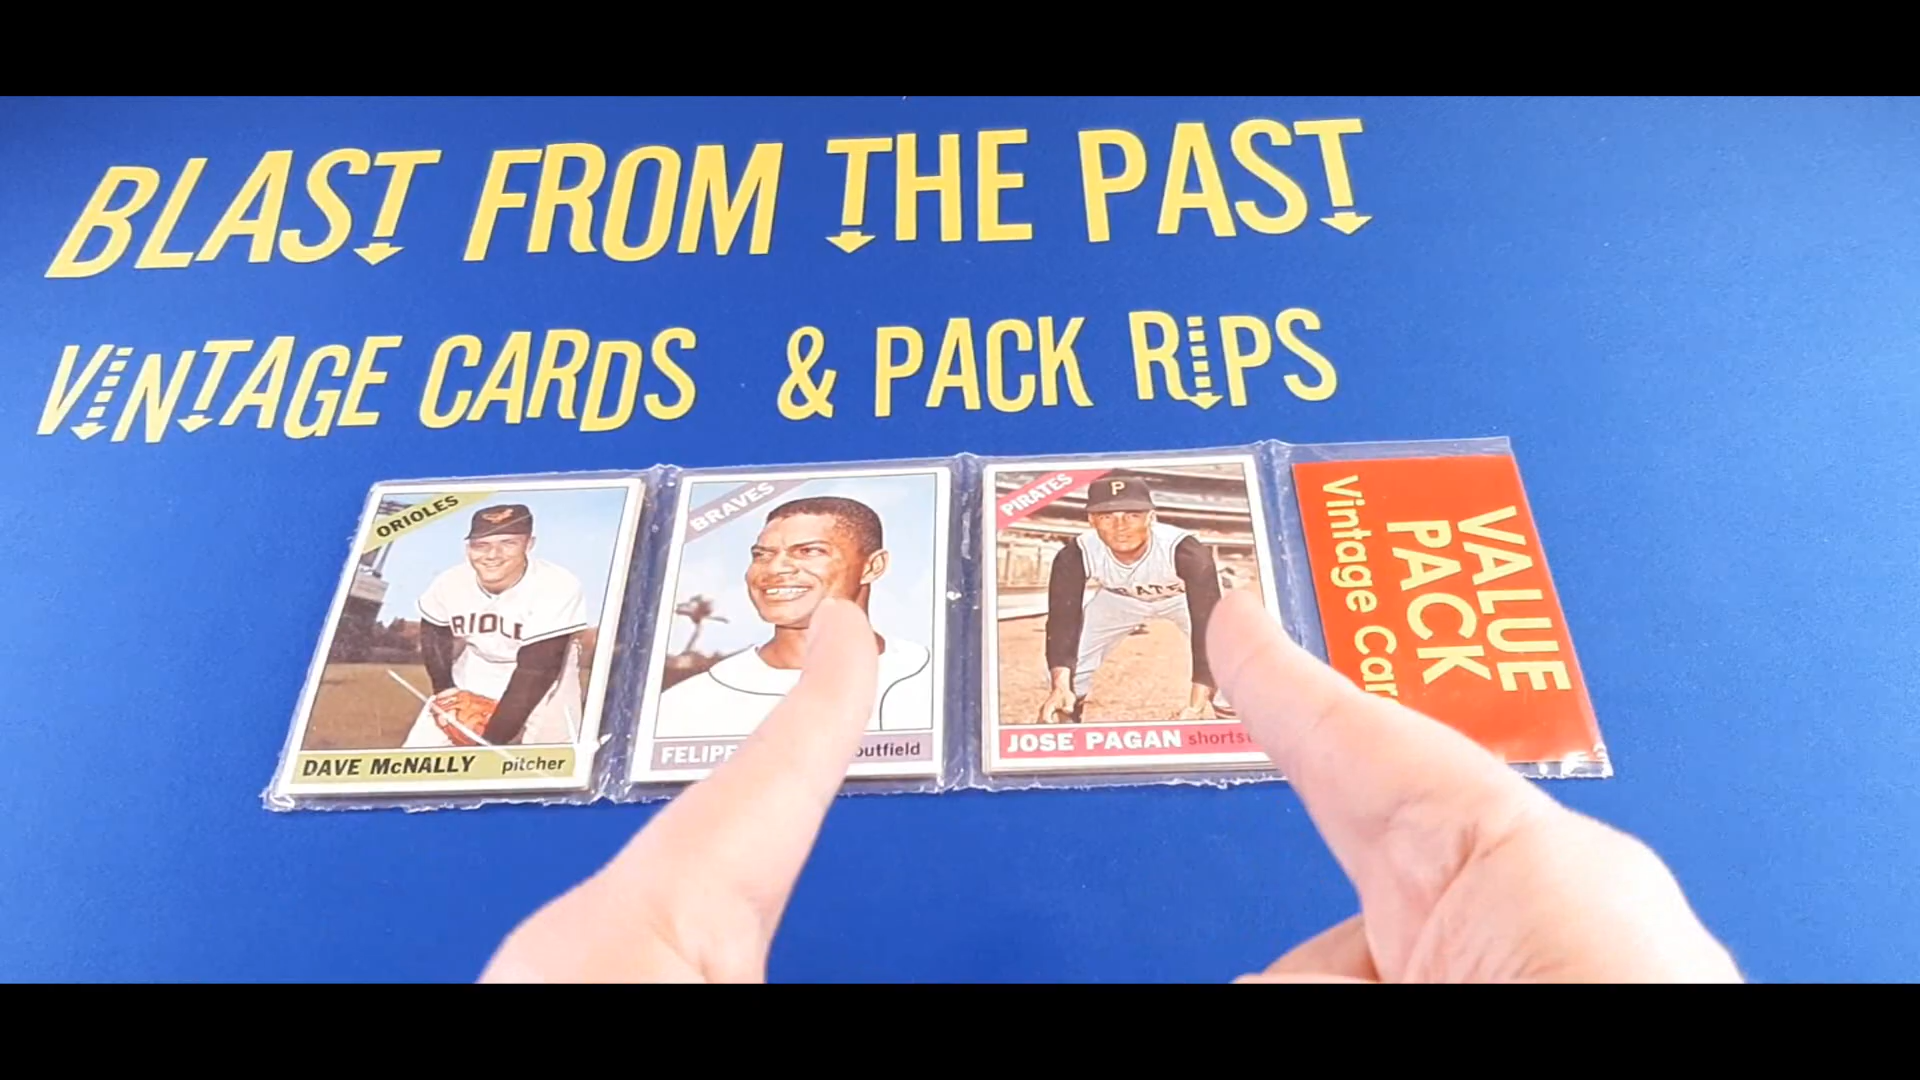 BLAST FROM THE PAST
VINTAGE CARDS & PACK RIPS
ORIOLES
DAVE McNALLY pitcher
BRAVES
FELIPE outfield
PIRATES
P
JOSE PAGAN
VALUE
PACK
Vintage